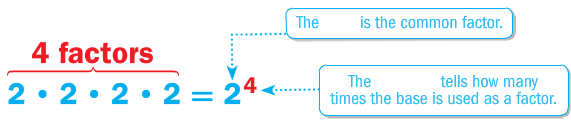 The is the common factor.
4 factors
2 • 2 • 2 • 2 = 2⁴
The tells how many
times the base is used as a factor.